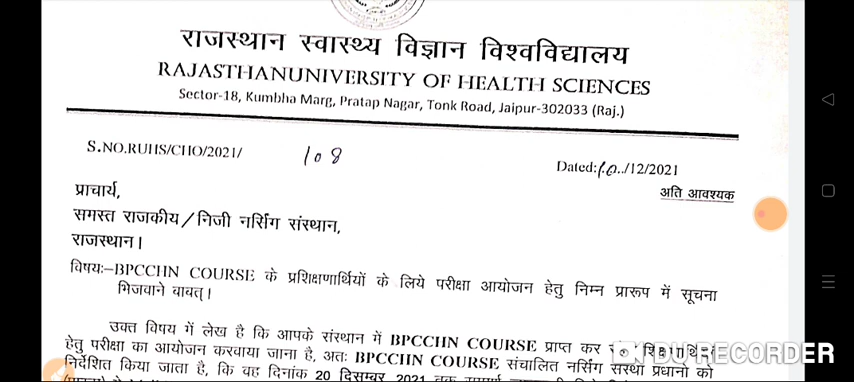 राजस्थान स्वास्थ्य विज्ञान विश्वविद्यालय
RAJASTHANUNIVERSITY OF HEALTH SCIENCES
Sector-18, Kumbha Marg, Pratap Nagar, Tonk Road, Jaipur-302033 (Raj.)
S.NO.RUHS/CHO/2021/ 108
Dated:10../12/2021
प्राचार्य,
अति आवश्यक
समस्त राजकीय/निजी नर्सिंग संस्थान,
राजस्थान।
विषयः–BPCCHN COURSE के प्रशिक्षणार्थियों के लिये परीक्षा आयोजन हेतु निम्न प्रारूप में सूचना
भिजवाने बाबत्।
उक्त विषय में लेख है कि आपके संस्थान में BPCCHN COURSE प्राप्त कर
हेतु परीक्षा का आयोजन करवाया जाना है, अतः BPCCHN COURSE संचालित नर्सिंग संस्था प्रधानो को
निर्देशित किया जाता है, कि वह दिनांक 20 दिसम्बर 2021 तक
DU RECORDER